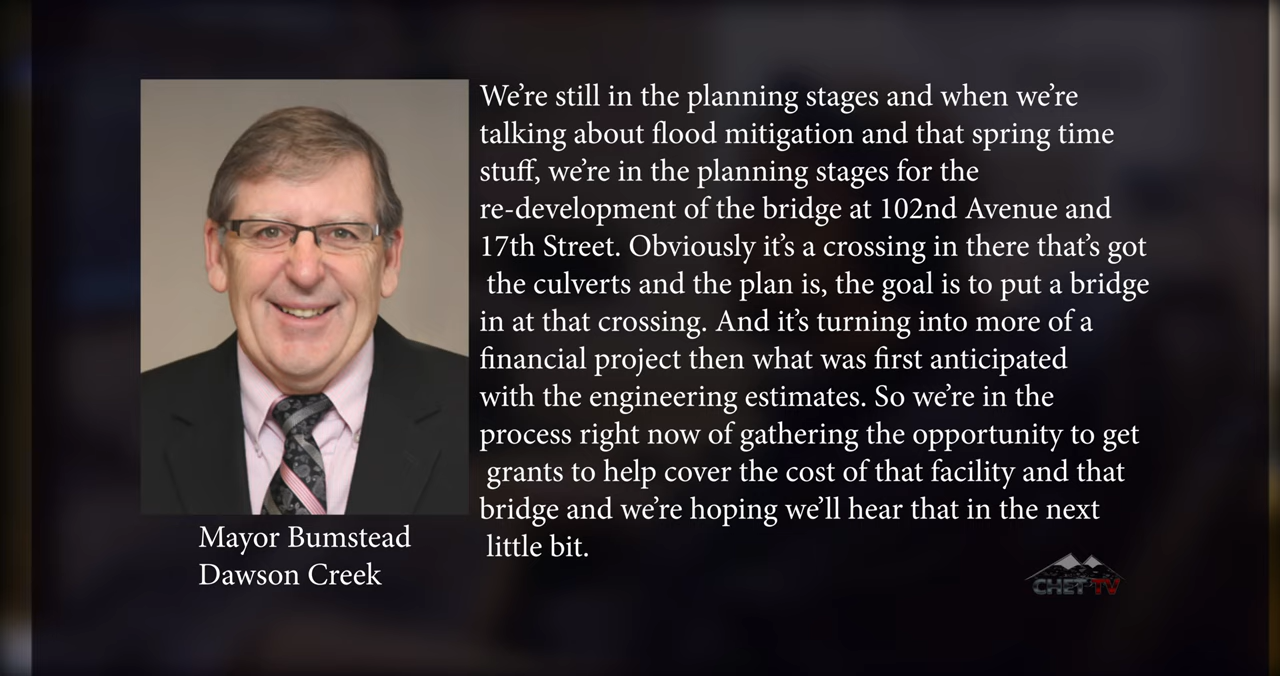 We're still in the planning stages and when we're
talking about flood mitigation and that spring time
stuff, we're in the planning stages for the
re-development of the bridge at 102nd Avenue and
17th Street. Obviously it's a crossing in there that's got
the culverts and the plan is, the goal is to put a bridge
in at that crossing. And it's turning into more of a
financial project then what was first anticipated
with the engineering estimates. So we're in the
process right now of gathering the opportunity to get
grants to help cover the cost of that facility and that
bridge and we're hoping we'll hear that in the next
little bit.
Mayor Bumstead
Dawson Creek
CHET TV